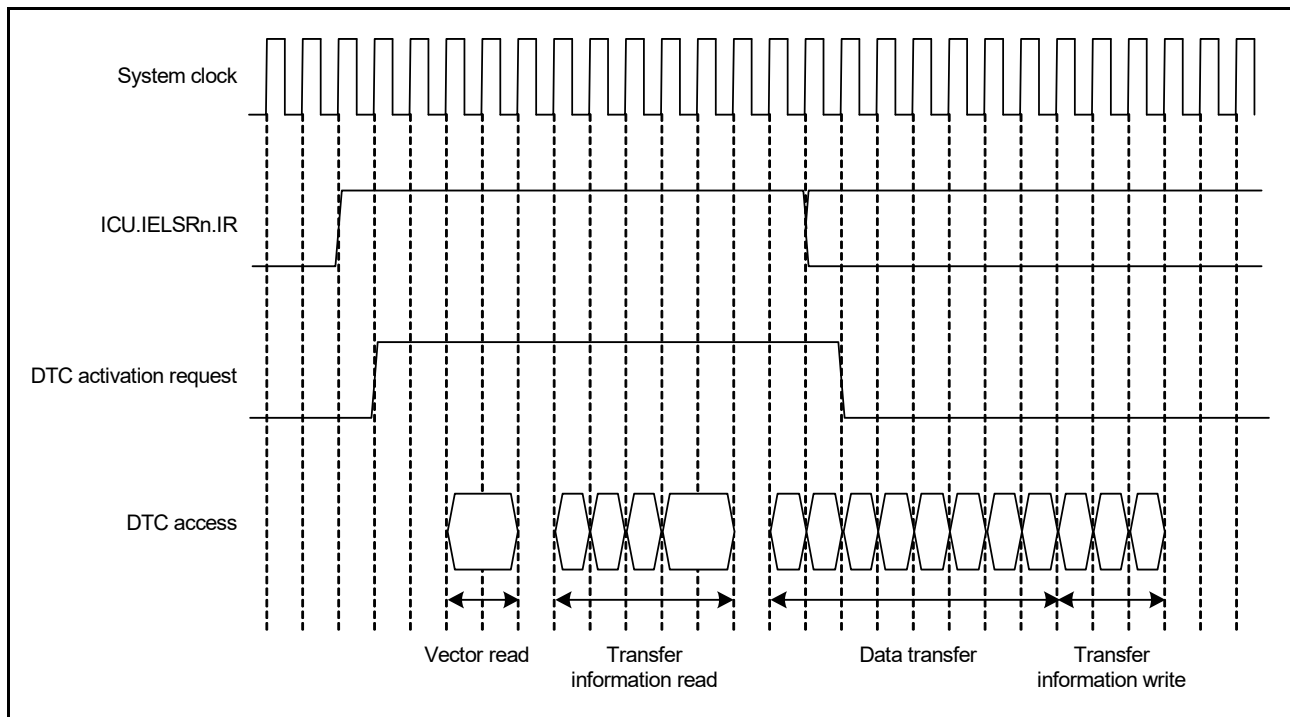 System clock
ICU.IELSRn.IR
DTC activation request
DTC access
Vector read
Transfer
information read
Data transfer
Transfer
information write